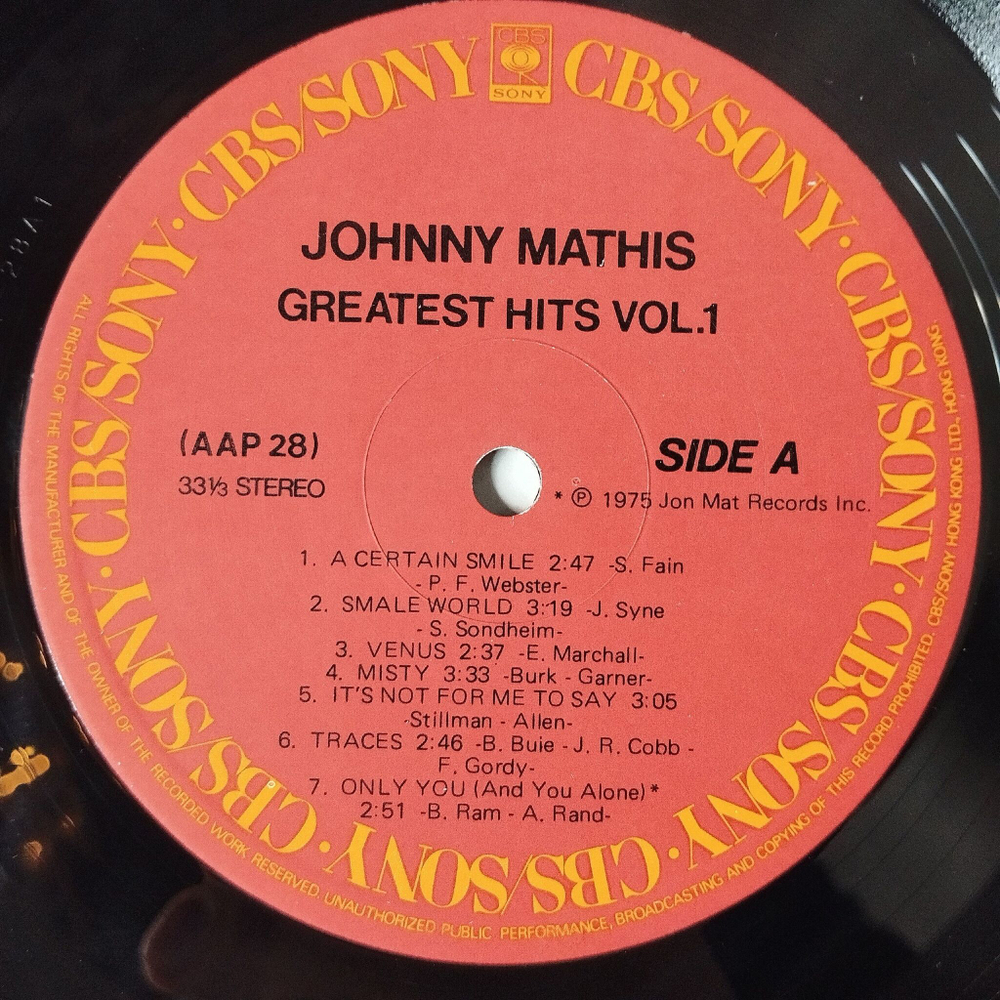 CBS
SONY
CBS/SONY · CBS/SONY · CBS/SONY · CBS/SONY · CBS/SONY · CBS/SONY · CBS/SONY · CBS/SONY · CBS/SONY · CBS/SONY
JOHNNY MATHIS
GREATEST HITS VOL.1
(AAP 28)
33⅓ STEREO
SIDE A
* ℗ 1975 Jon Mat Records Inc.
1. A CERTAIN SMILE 2:47 -S. Fain
- P. F. Webster-
2. SMALE WORLD 3:19 -J. Syne
- S. Sondheim-
3. VENUS 2:37 -E. Marchall-
4. MISTY 3:33 -Burk - Garner-
5. IT'S NOT FOR ME TO SAY 3:05
-Stillman - Allen-
6. TRACES 2:46 -B. Buie - J. R. Cobb -
F. Gordy-
7. ONLY YOU (And You Alone)*
2:51 -B. Ram - A. Rand-
ALL RIGHTS OF THE MANUFACTURER AND OF THE OWNER OF THE RECORDED WORK RESERVED. UNAUTHORIZED PUBLIC PERFORMANCE, BROADCASTING AND COPYING OF THIS RECORD PROHIBITED. CBS/SONY HONG KONG LTD., HONG KONG.